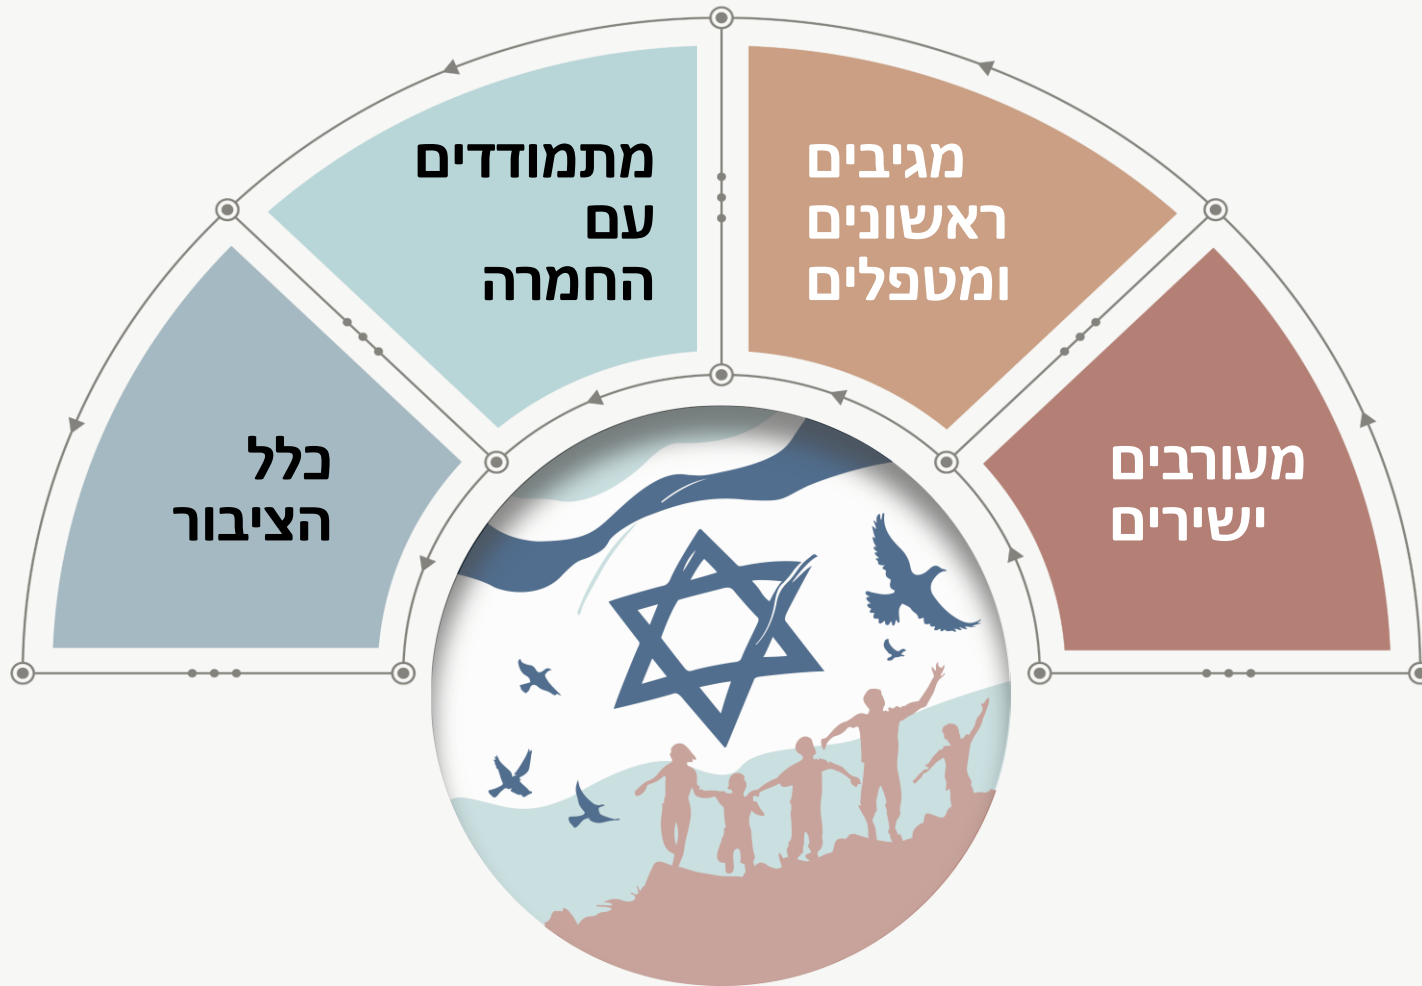 מעורבים
ישירים
מגיבים
ראשונים
ומטפלים
מתמודדים
עם
החמרה
כלל
הציבור